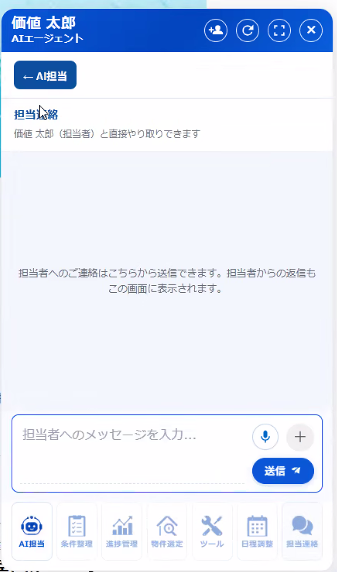 価値 太郎
AIエージェント
← AI担当
担当連絡
価値 太郎（担当者）と直接やり取りできます
担当者へのご連絡はこちらから送信できます。担当者からの返信も
この画面に表示されます。
担当者へのメッセージを入力...
送信
AI担当 条件整理 進捗管理 物件選定 ツール 日程調整 担当連絡